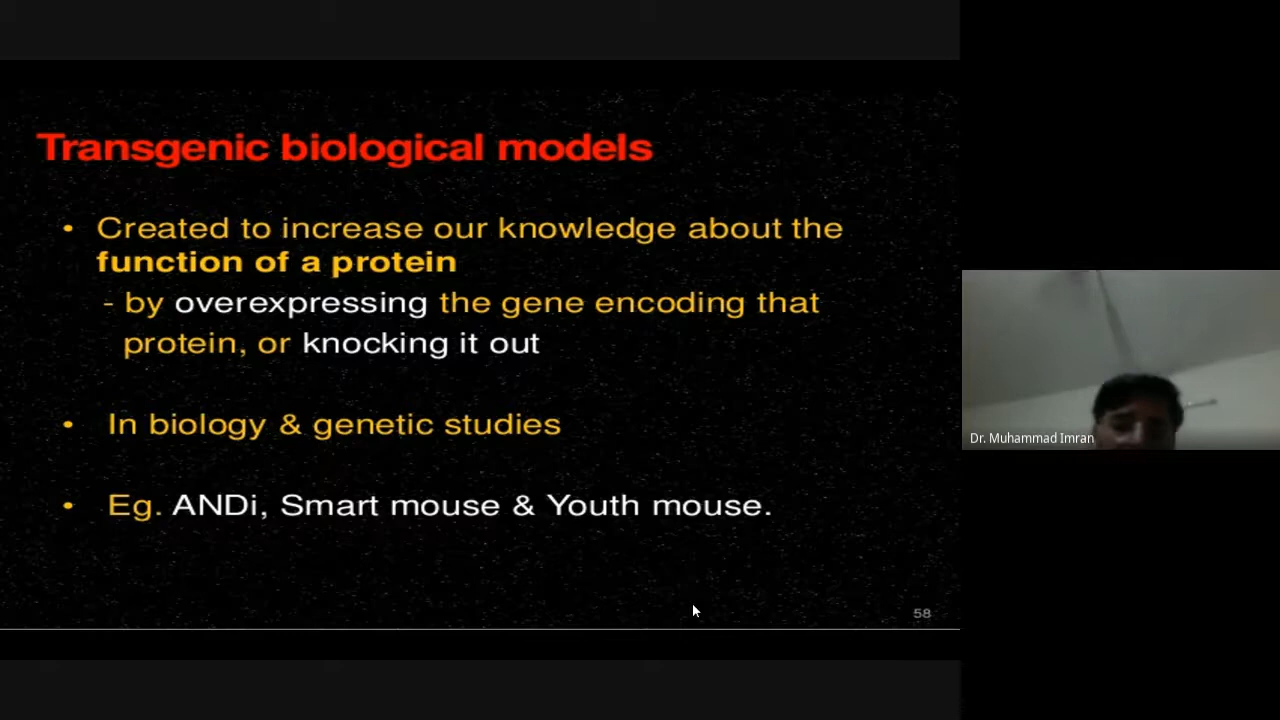 Transgenic biological models
• Created to increase our knowledge about the
function of a protein
- by overexpressing the gene encoding that
protein, or knocking it out
• In biology & genetic studies
• Eg. ANDi, Smart mouse & Youth mouse.
58
Dr. Muhammad Imran